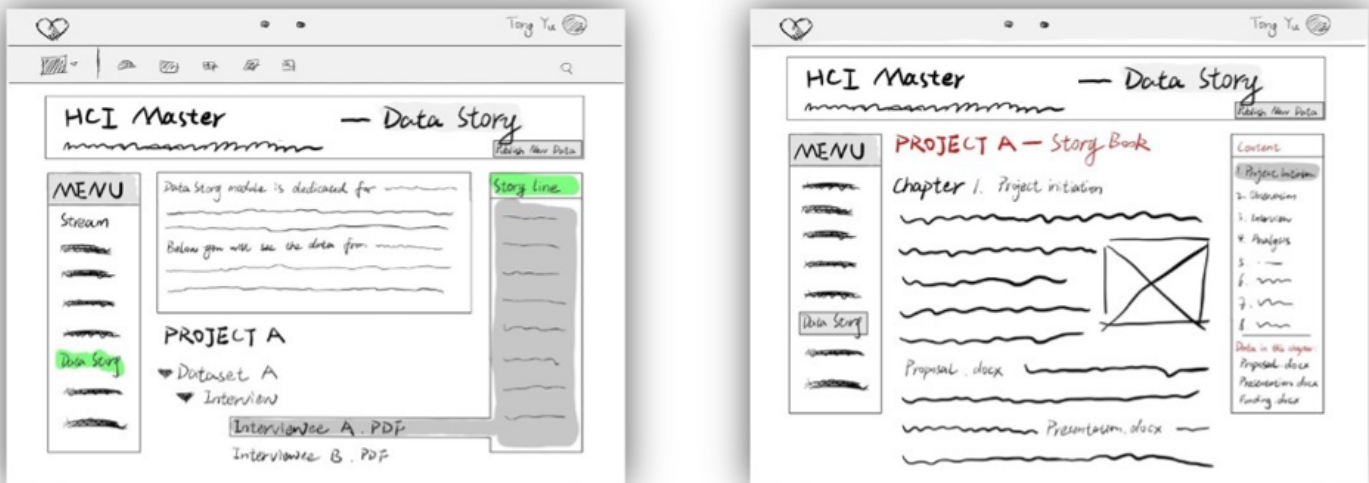 Tong Yu
HCI Master — Data Story
Publish New Data
MENU
Stream
Data Story
Data Story module is dedicated for
Below you will see the data from
PROJECT A
Dataset A
Interview
Interviewee A.PDF
Interviewee B.PDF
Story Line
Tong Yu
HCI Master — Data Story
Publish New Data
MENU
Data Story
PROJECT A — Story Book
Chapter 1. Project initiation
Proposal.docx
Presentation.docx
Content
1. Project Initiation
2. Observation
3. Interview
4. Analysis
5.
6.
7.
8.
Data in this chapter:
Proposal.docx
Presentation.docx
Funding.docx